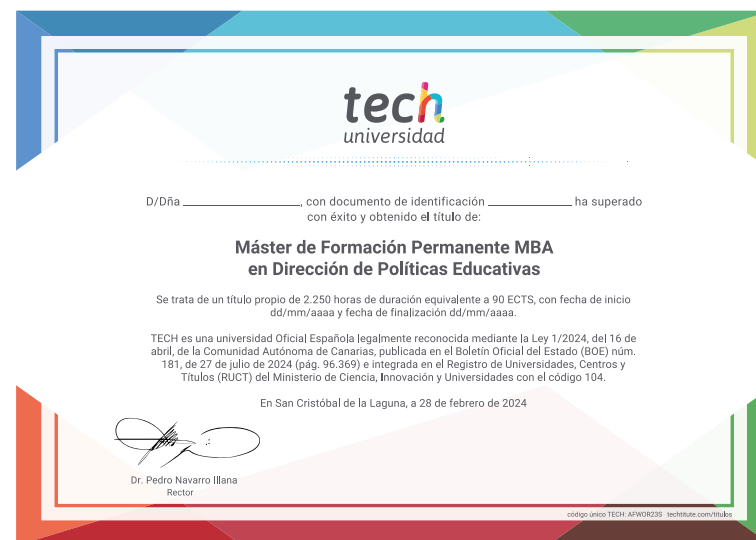 tech
universidad
D/Dña ____________________, con documento de identificación ______________ ha superado
con éxito y obtenido el título de:
Máster de Formación Permanente MBA
en Dirección de Políticas Educativas
Se trata de un título propio de 2.250 horas de duración equivalente a 90 ECTS, con fecha de inicio
dd/mm/aaaa y fecha de finalización dd/mm/aaaa.
TECH es una universidad Oficial Española legalmente reconocida mediante la Ley 1/2024, del 16 de
abril, de la Comunidad Autónoma de Canarias, publicada en el Boletín Oficial del Estado (BOE) núm.
181, de 27 de julio de 2024 (pág. 96.369) e integrada en el Registro de Universidades, Centros y
Títulos (RUCT) del Ministerio de Ciencia, Innovación y Universidades con el código 104.
En San Cristóbal de la Laguna, a 28 de febrero de 2024
Dr. Pedro Navarro Illana
Rector
código único TECH: AFWOR23S techtitute.com/titulos